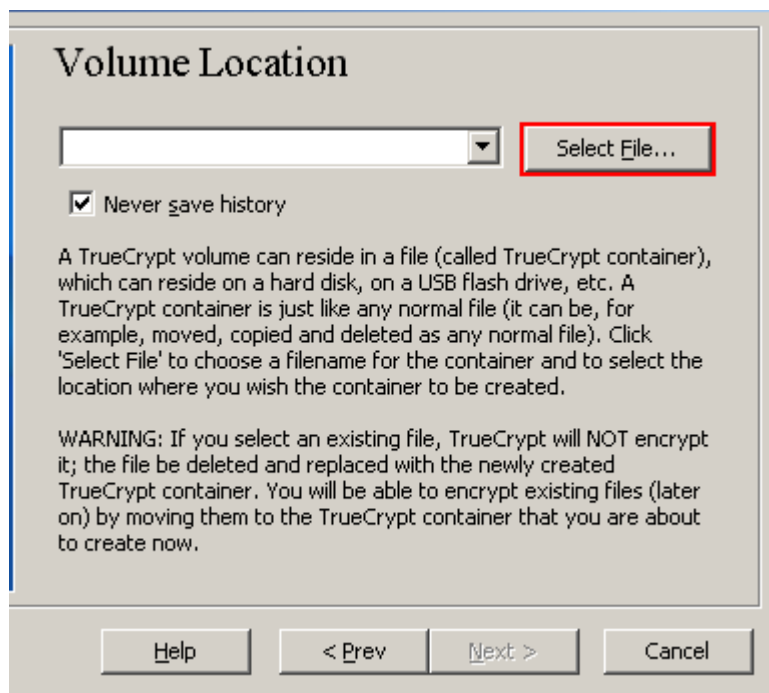 Volume Location
Select File...
Never save history
A TrueCrypt volume can reside in a file (called TrueCrypt container),
which can reside on a hard disk, on a USB flash drive, etc. A
TrueCrypt container is just like any normal file (it can be, for
example, moved, copied and deleted as any normal file). Click
'Select File' to choose a filename for the container and to select the
location where you wish the container to be created.
WARNING: If you select an existing file, TrueCrypt will NOT encrypt
it; the file be deleted and replaced with the newly created
TrueCrypt container. You will be able to encrypt existing files (later
on) by moving them to the TrueCrypt container that you are about
to create now.
Help
< Prev
Next >
Cancel